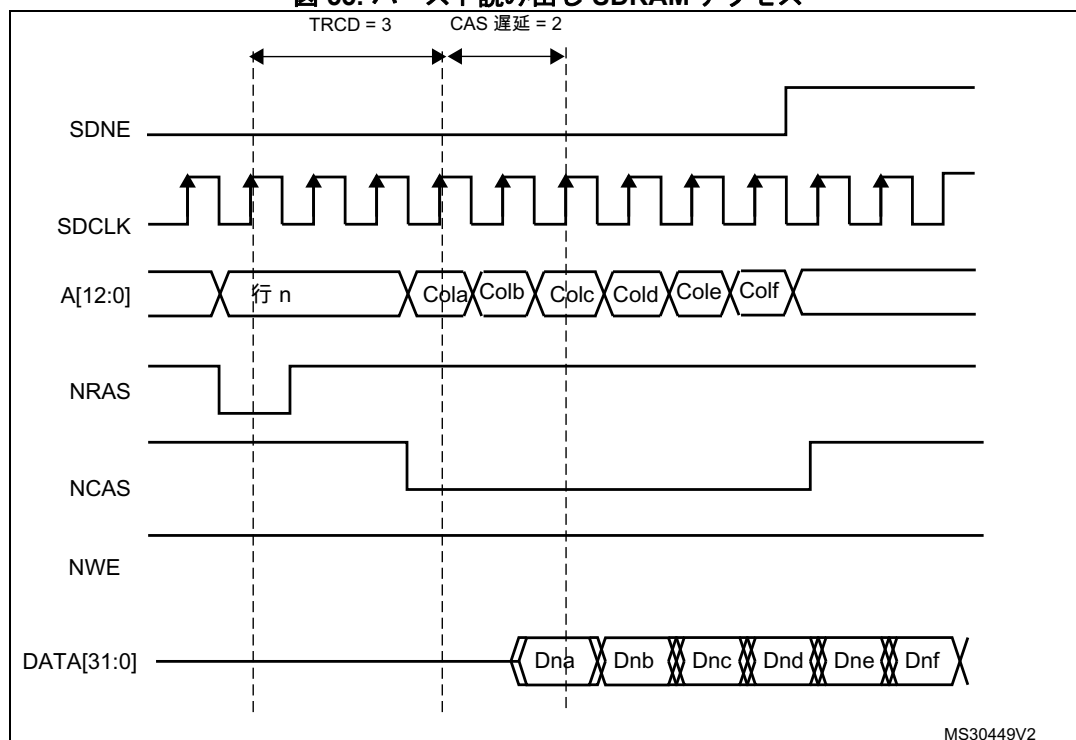 TRCD = 3 CAS 遅延 = 2
SDNE
SDCLK
A[12:0] 行 n Cola Colb Colc Cold Cole Colf
NRAS
NCAS
NWE
DATA[31:0] Dna Dnb Dnc Dnd Dne Dnf
MS30449V2